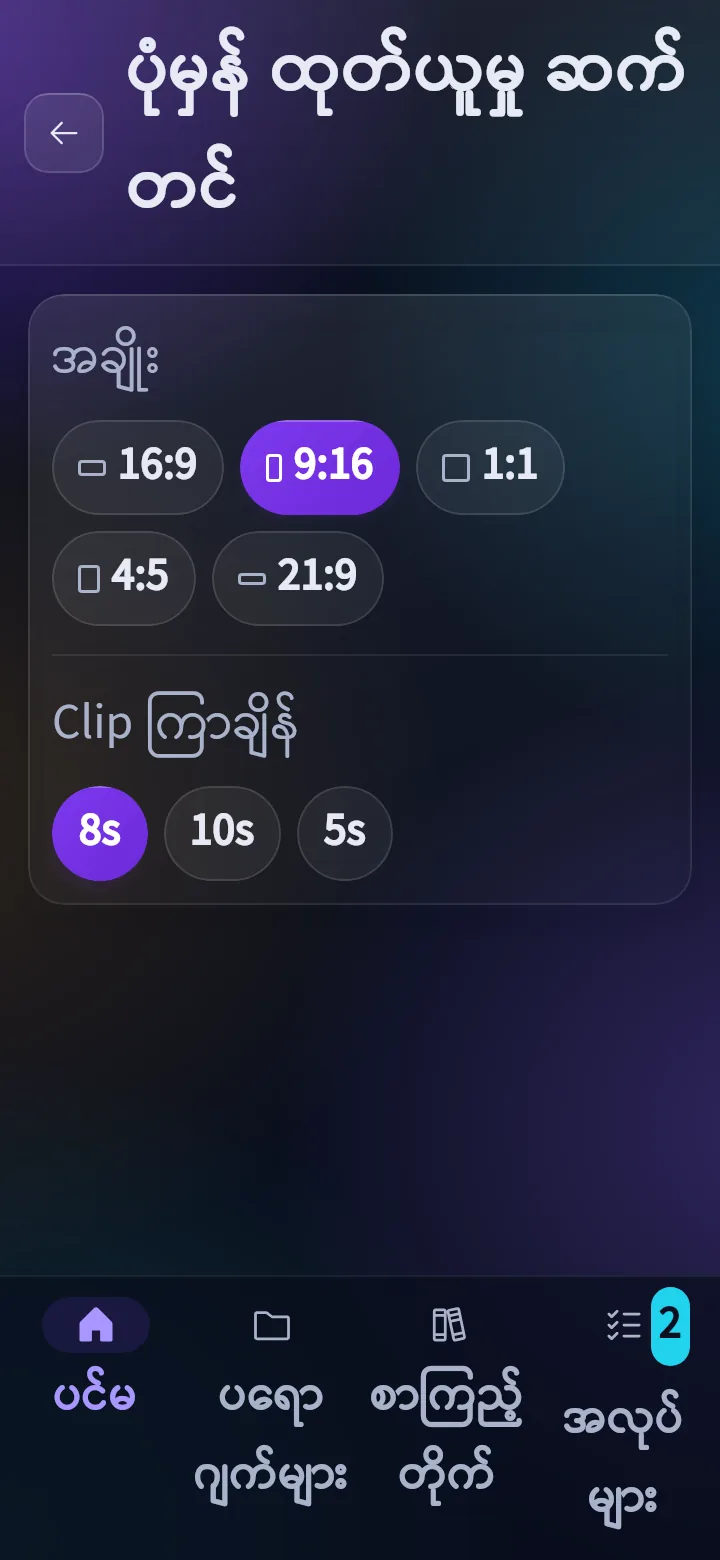 ပုံမှန် ထုတ်ယူမှု ဆက်
တင်
အချိုး
16:9
9:16
1:1
4:5
21:9
Clip ကြာချိန်
8s
10s
5s
2
ပင်မ
ပရော
ဂျက်များ
စာကြည့်
တိုက်
အလုပ်
များ